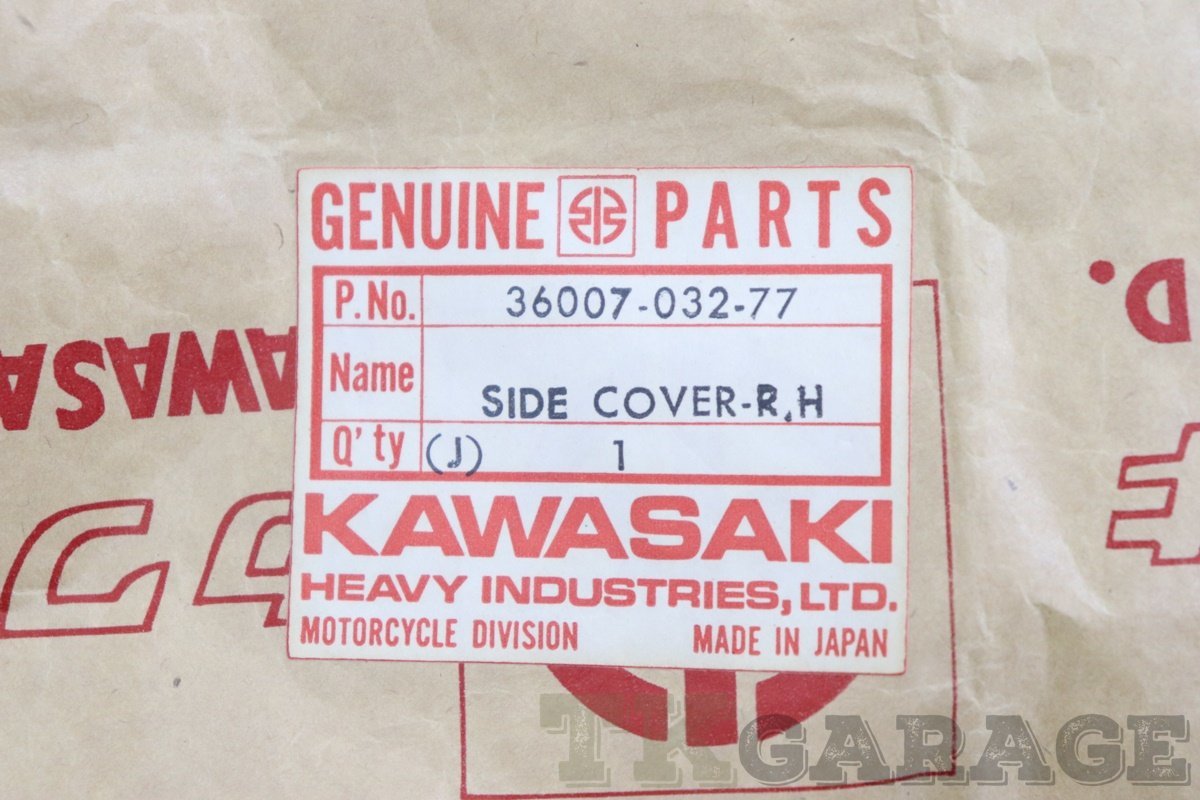 GENUINE PARTS
P.No. 36007-032-77
Name SIDE COVER-R.H
Q'ty (J) 1
KAWASAKI
HEAVY INDUSTRIES, LTD.
MOTORCYCLE DIVISION MADE IN JAPAN
KAWASA
D.
TKGARAGE